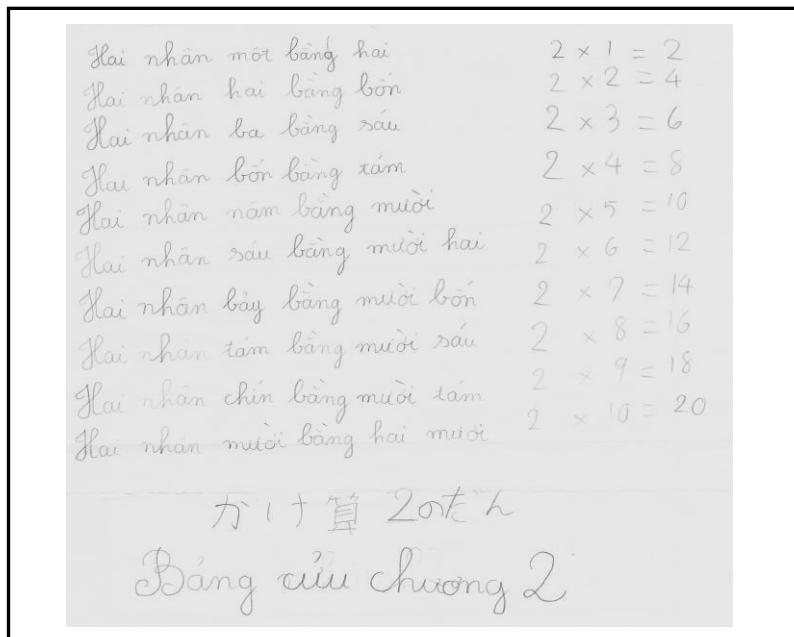 Hai nhân một bằng hai 2 × 1 = 2
Hai nhân hai bằng bốn 2 × 2 = 4
Hai nhân ba bằng sáu 2 × 3 = 6
Hai nhân bốn bằng tám 2 × 4 = 8
Hai nhân năm bằng mười 2 × 5 = 10
Hai nhân sáu bằng mười hai 2 × 6 = 12
Hai nhân bảy bằng mười bốn 2 × 7 = 14
Hai nhân tám bằng mười sáu 2 × 8 = 16
Hai nhân chín bằng mười tám 2 × 9 = 18
Hai nhân mười bằng hai mươi 2 × 10 = 20
かけ算 2のだん
Bảng cửu chương 2